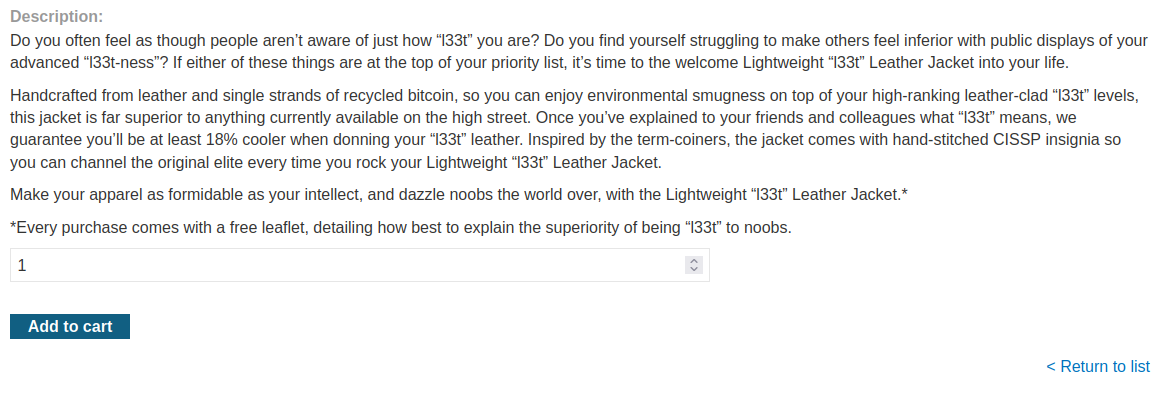 Description:
Do you often feel as though people aren’t aware of just how “l33t” you are? Do you find yourself struggling to make others feel inferior with public displays of your
advanced “l33t-ness”? If either of these things are at the top of your priority list, it’s time to the welcome Lightweight “l33t” Leather Jacket into your life.
Handcrafted from leather and single strands of recycled bitcoin, so you can enjoy environmental smugness on top of your high-ranking leather-clad “l33t” levels,
this jacket is far superior to anything currently available on the high street. Once you’ve explained to your friends and colleagues what “l33t” means, we
guarantee you’ll be at least 18% cooler when donning your “l33t” leather. Inspired by the term-coiners, the jacket comes with hand-stitched CISSP insignia so
you can channel the original elite every time you rock your Lightweight “l33t” Leather Jacket.
Make your apparel as formidable as your intellect, and dazzle noobs the world over, with the Lightweight “l33t” Leather Jacket.*
*Every purchase comes with a free leaflet, detailing how best to explain the superiority of being “l33t” to noobs.
1
Add to cart
< Return to list